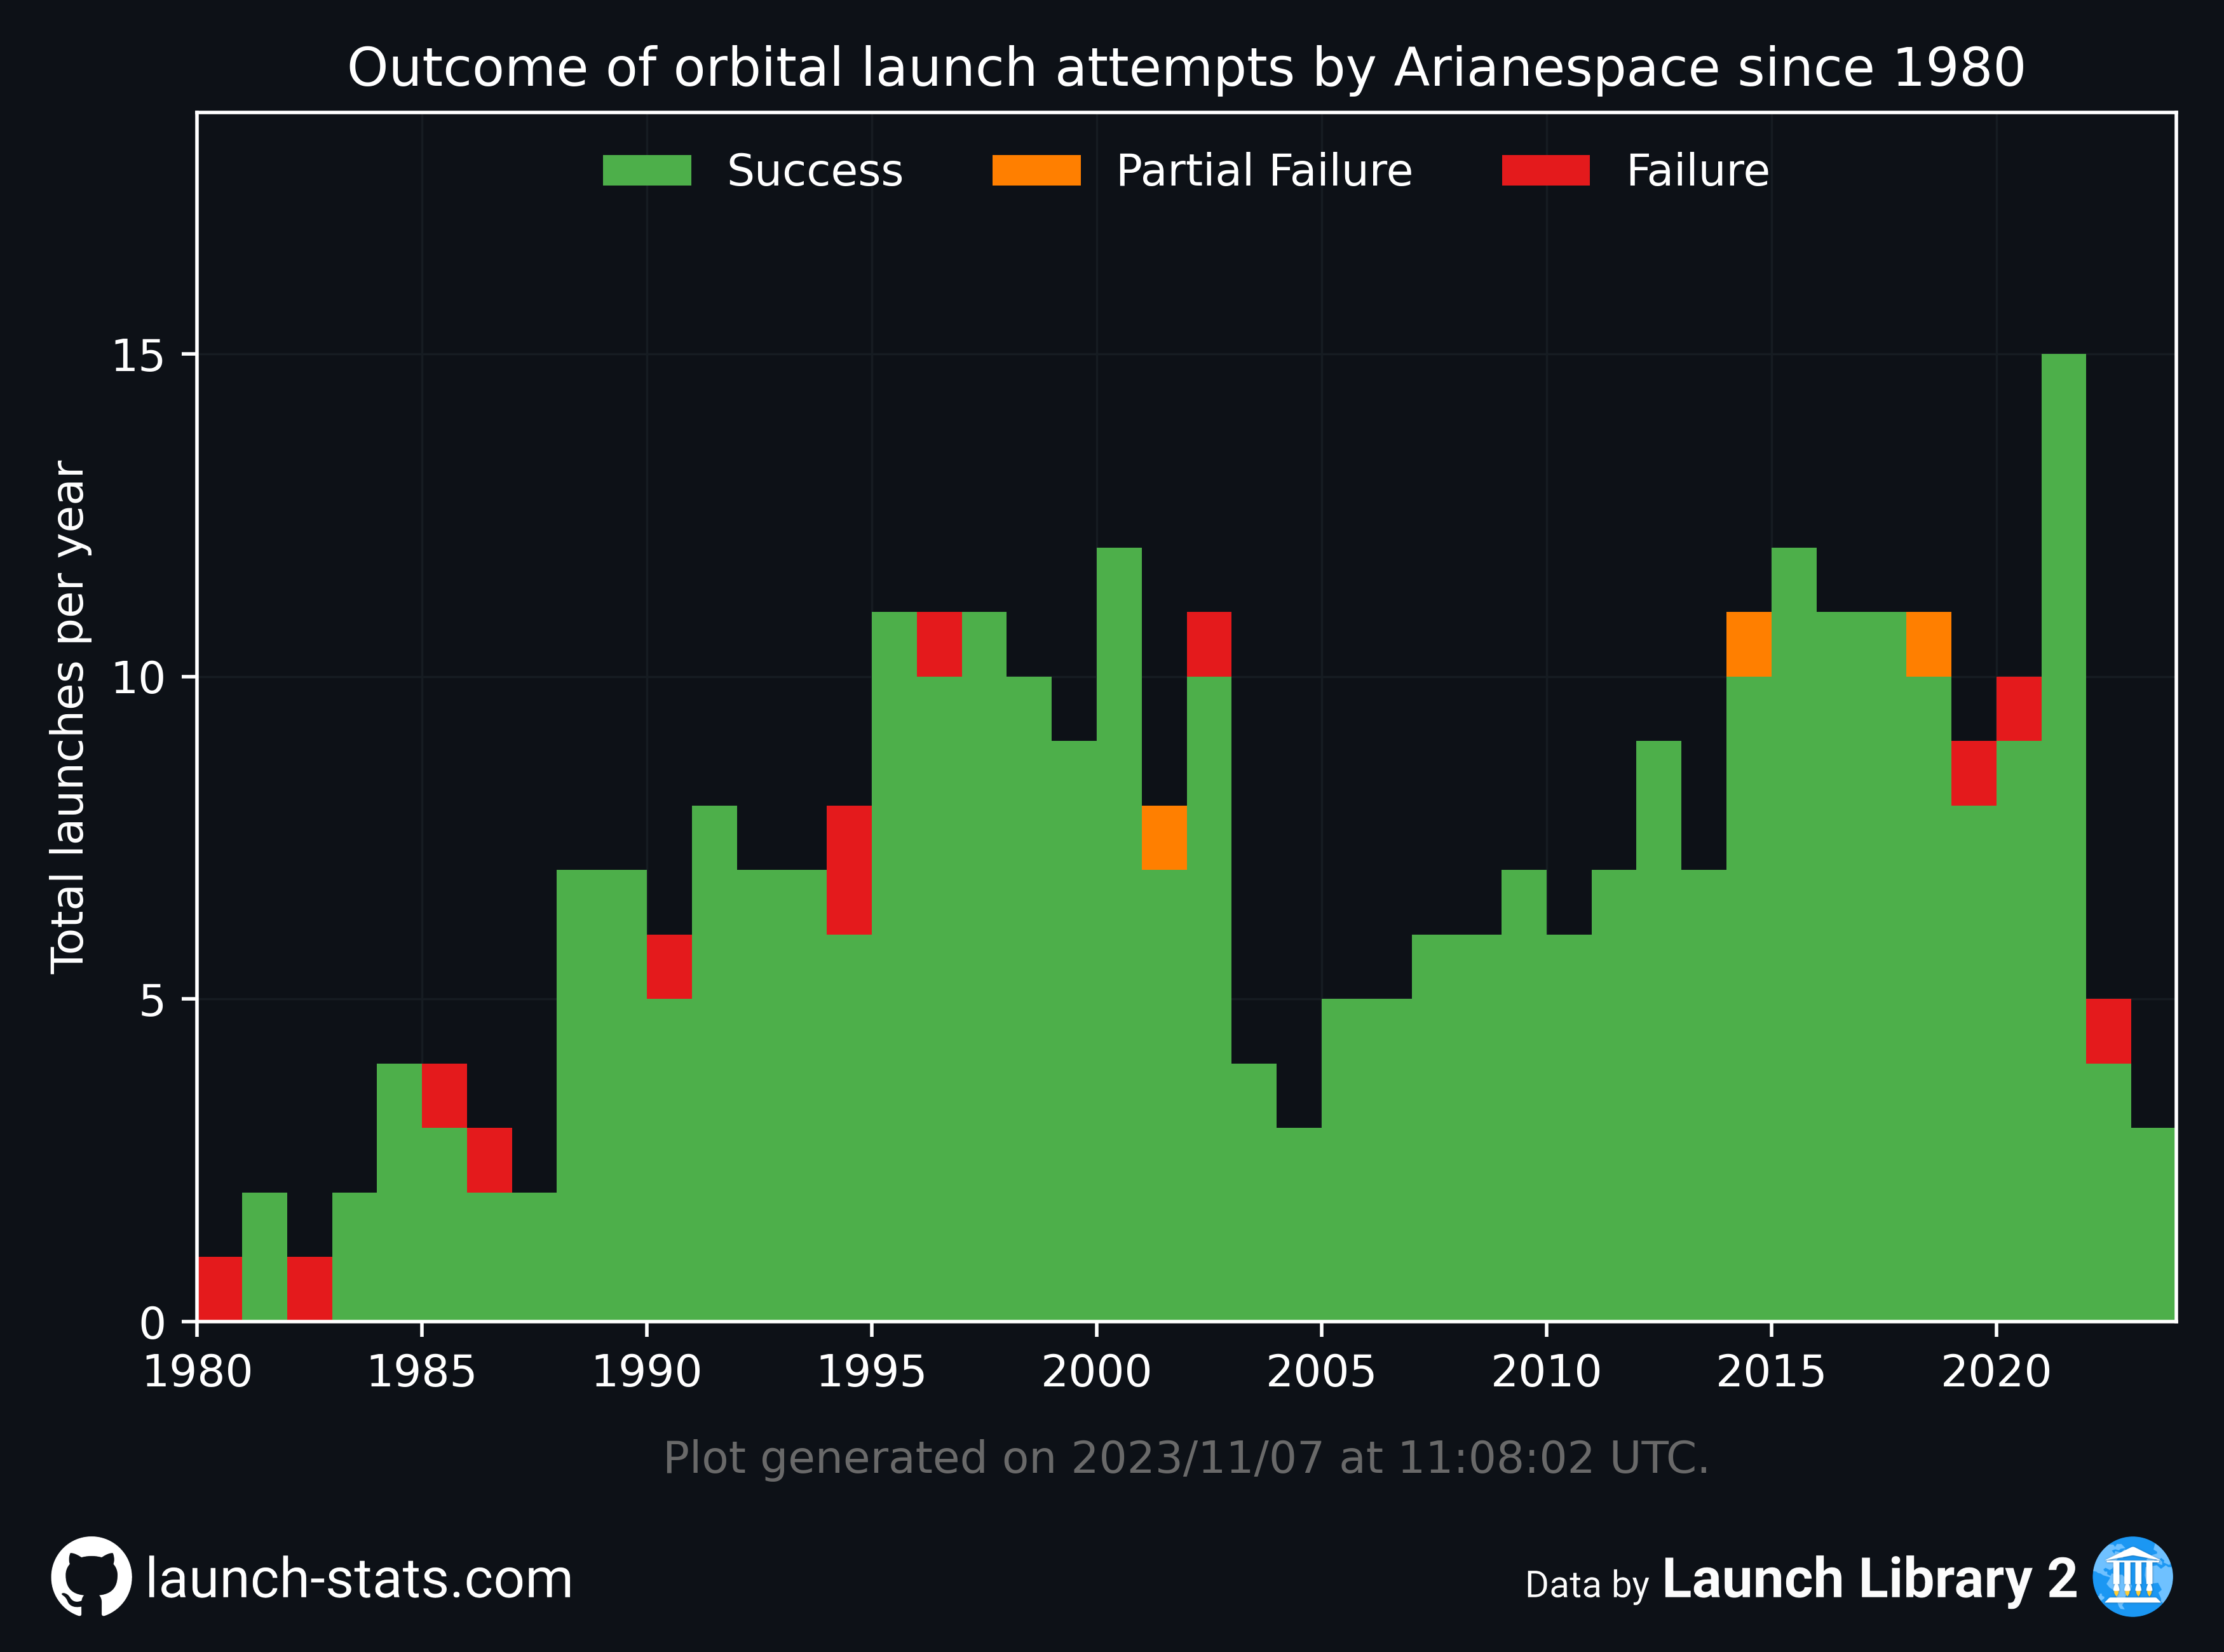 Outcome of orbital launch attempts by Arianespace since 1980
Success Partial Failure Failure
Total launches per year
15
10
5
0
1980 1985 1990 1995 2000 2005 2010 2015 2020
Plot generated on 2023/11/07 at 11:08:02 UTC.
launch-stats.com
Data by Launch Library 2